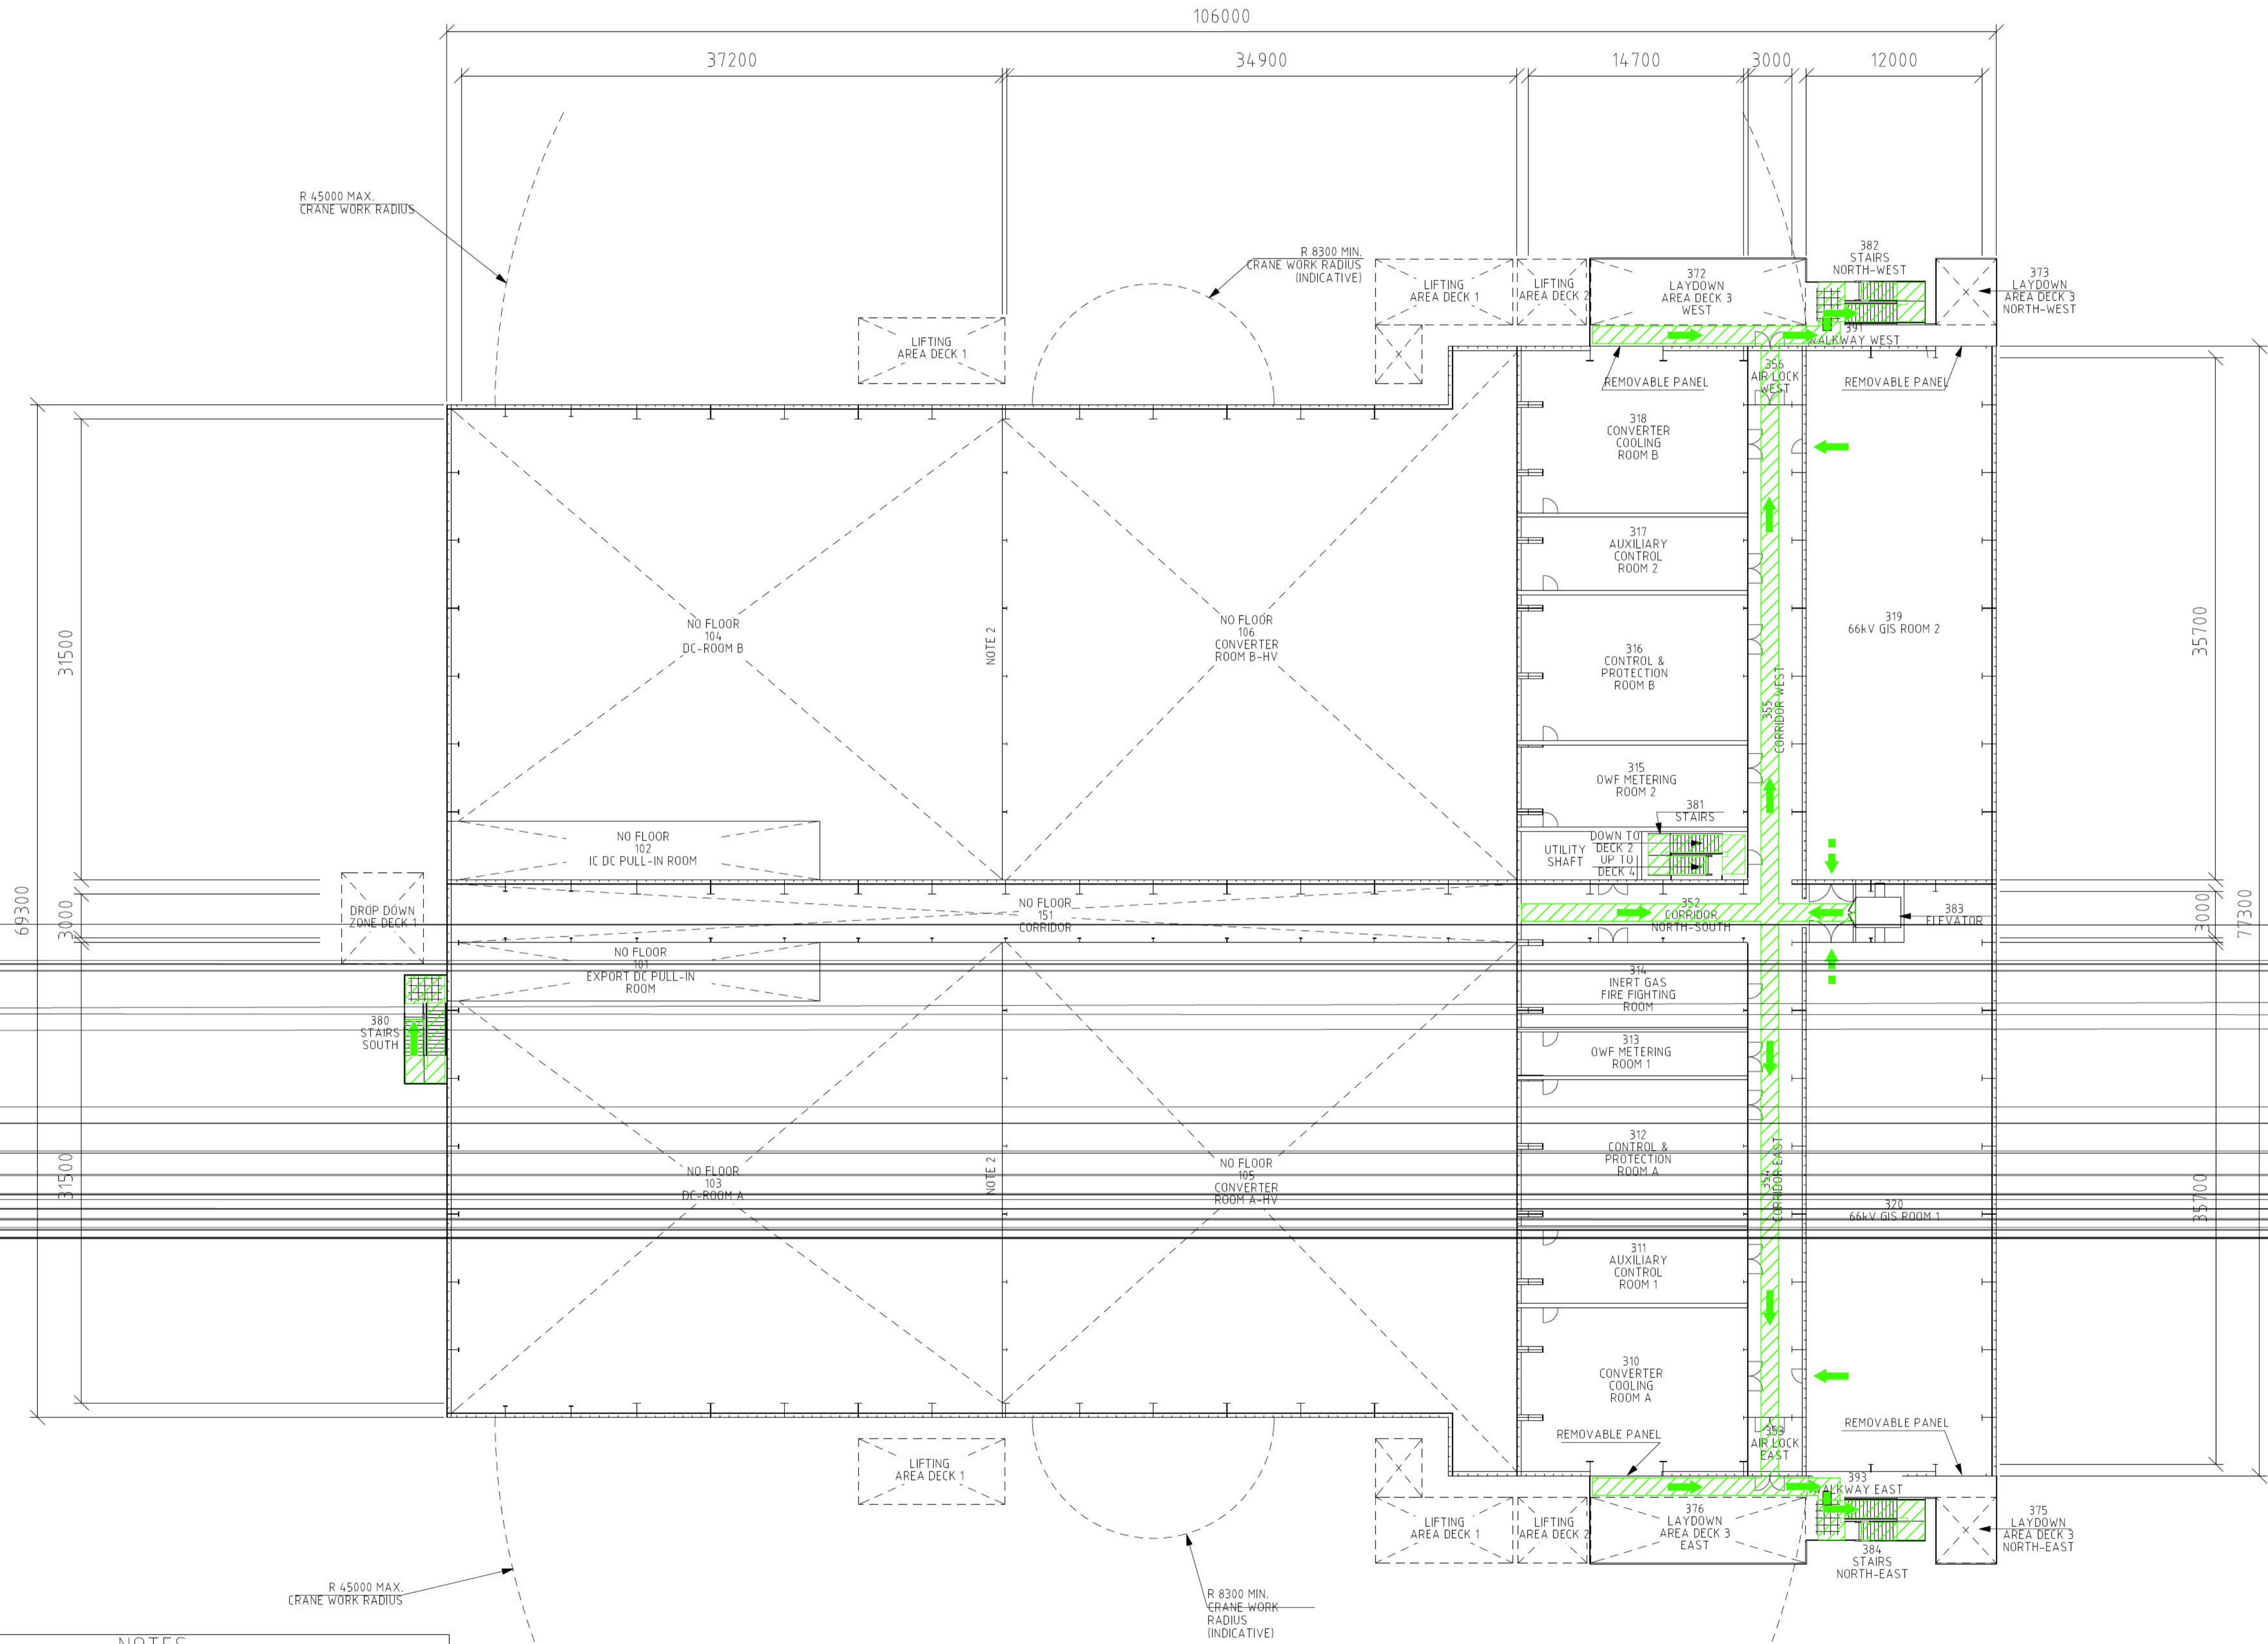 106000
37200
34900
14700
3000
12000
R 45000 MAX.
CRANE WORK RADIUS
R 8300 MIN.
CRANE WORK RADIUS
(INDICATIVE)
LIFTING
AREA DECK 1
LIFTING
AREA DECK 1
LIFTING
AREA DECK 2
372
LAYDOWN
AREA DECK 3
WEST
382
STAIRS
NORTH-WEST
373
LAYDOWN
AREA DECK 3
NORTH-WEST
391
WALKWAY WEST
REMOVABLE PANEL
356
AIR LOCK
WEST
REMOVABLE PANEL
318
CONVERTER
COOLING
ROOM B
317
AUXILIARY
CONTROL
ROOM 2
316
CONTROL &
PROTECTION
ROOM B
315
OWF METERING
ROOM 2
381
STAIRS
DOWN TO
DECK 2
UP TO
DECK 4
UTILITY
SHAFT
355
CORRIDOR WEST
319
66kV GIS ROOM 2
NO FLOOR
104
DC-ROOM B
NOTE 2
NO FLOOR
106
CONVERTER
ROOM B-HV
NO FLOOR
102
IC DC PULL-IN ROOM
31500
35700
69300
3000
DROP DOWN
ZONE DECK 1
NO FLOOR
151
CORRIDOR
352
CORRIDOR
NORTH-SOUTH
383
ELEVATOR
3000
77300
NO FLOOR
101
EXPORT DC PULL-IN
ROOM
380
STAIRS
SOUTH
314
INERT GAS
FIRE FIGHTING
ROOM
313
OWF METERING
ROOM 1
312
CONTROL &
PROTECTION
ROOM A
311
AUXILIARY
CONTROL
ROOM 1
310
CONVERTER
COOLING
ROOM A
CORRIDOR EAST
320
66kV GIS ROOM 1
31500
35700
NO FLOOR
103
DC-ROOM A
NOTE 2
NO FLOOR
105
CONVERTER
ROOM A-HV
REMOVABLE PANEL
353
AIR LOCK
EAST
REMOVABLE PANEL
393
WALKWAY EAST
LIFTING
AREA DECK 1
LIFTING
AREA DECK 1
LIFTING
AREA DECK 2
376
LAYDOWN
AREA DECK 3
EAST
384
STAIRS
NORTH-EAST
375
LAYDOWN
AREA DECK 3
NORTH-EAST
R 45000 MAX.
CRANE WORK RADIUS
R 8300 MIN.
CRANE WORK
RADIUS
(INDICATIVE)
NOTES